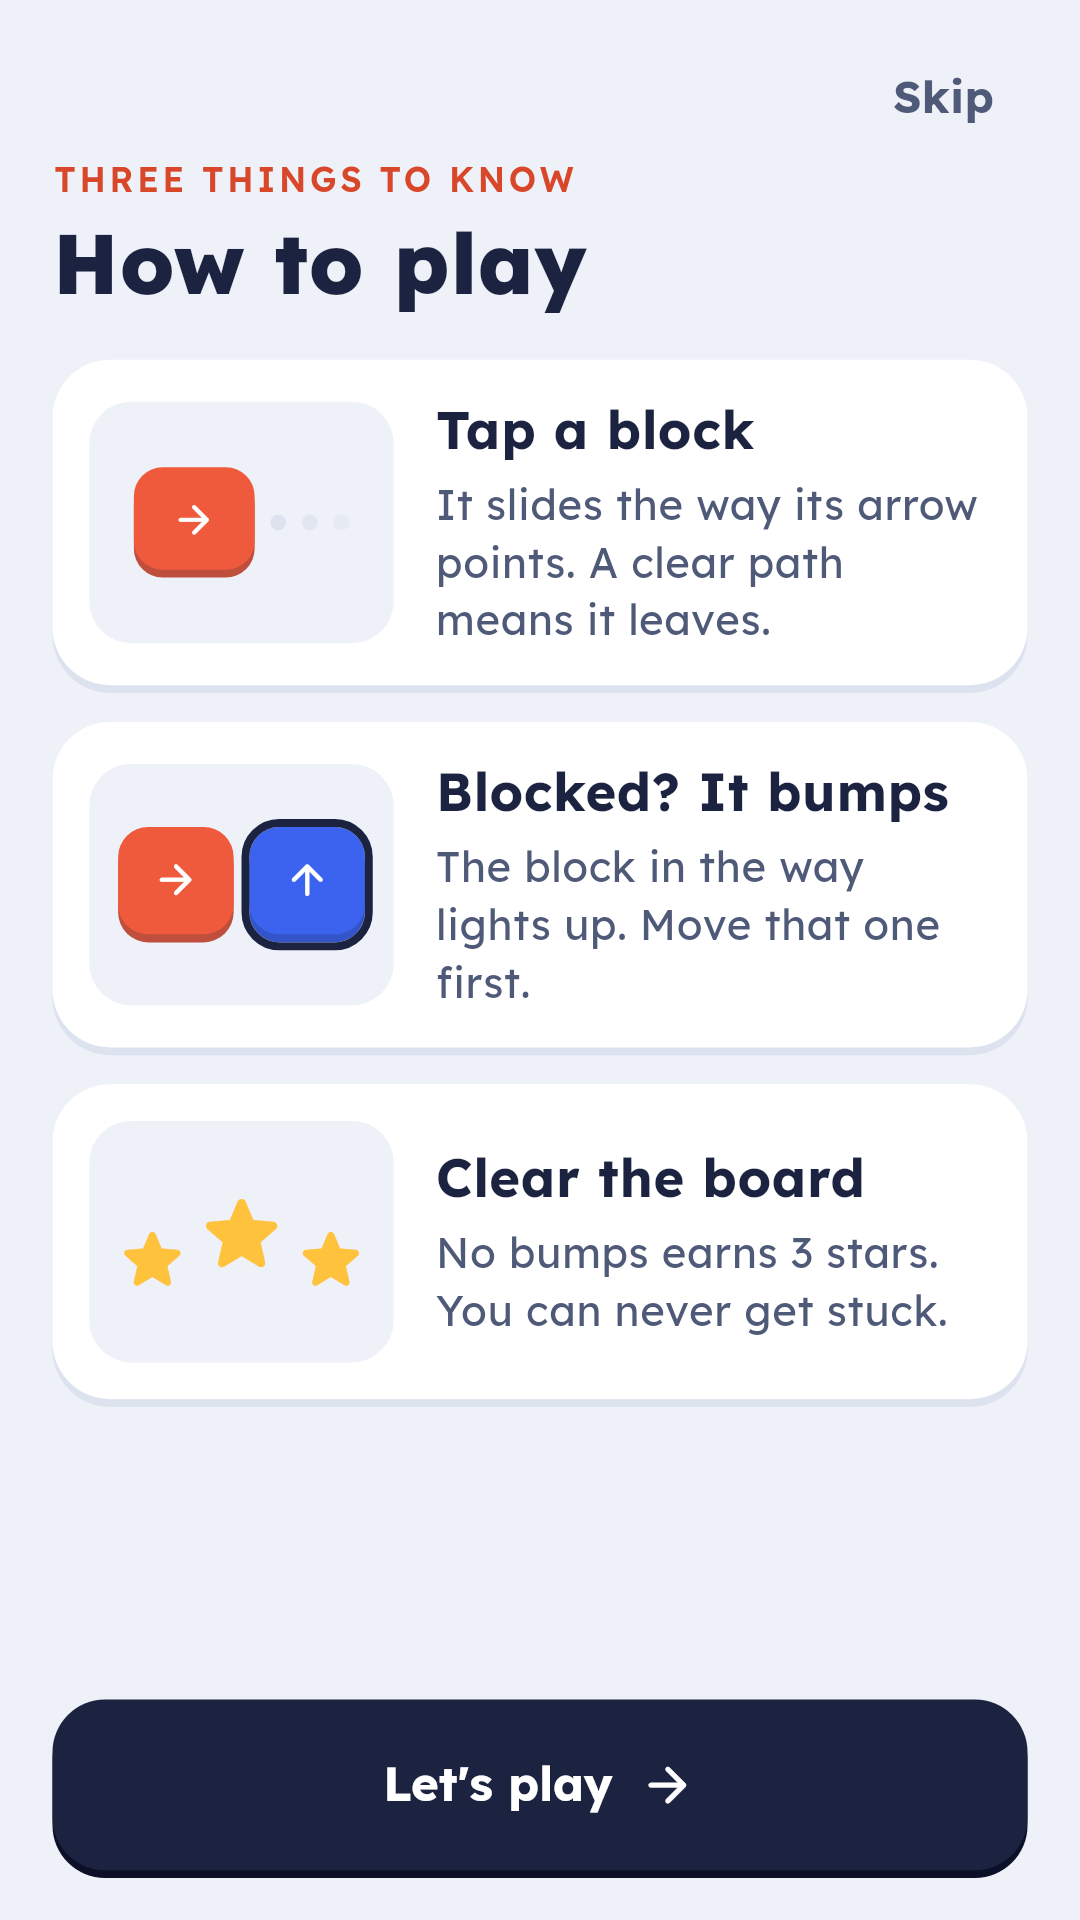 Skip
THREE THINGS TO KNOW
How to play
Tap a block
It slides the way its arrow
points. A clear path
means it leaves.
Blocked? It bumps
The block in the way
lights up. Move that one
first.
Clear the board
No bumps earns 3 stars.
You can never get stuck.
Let's play